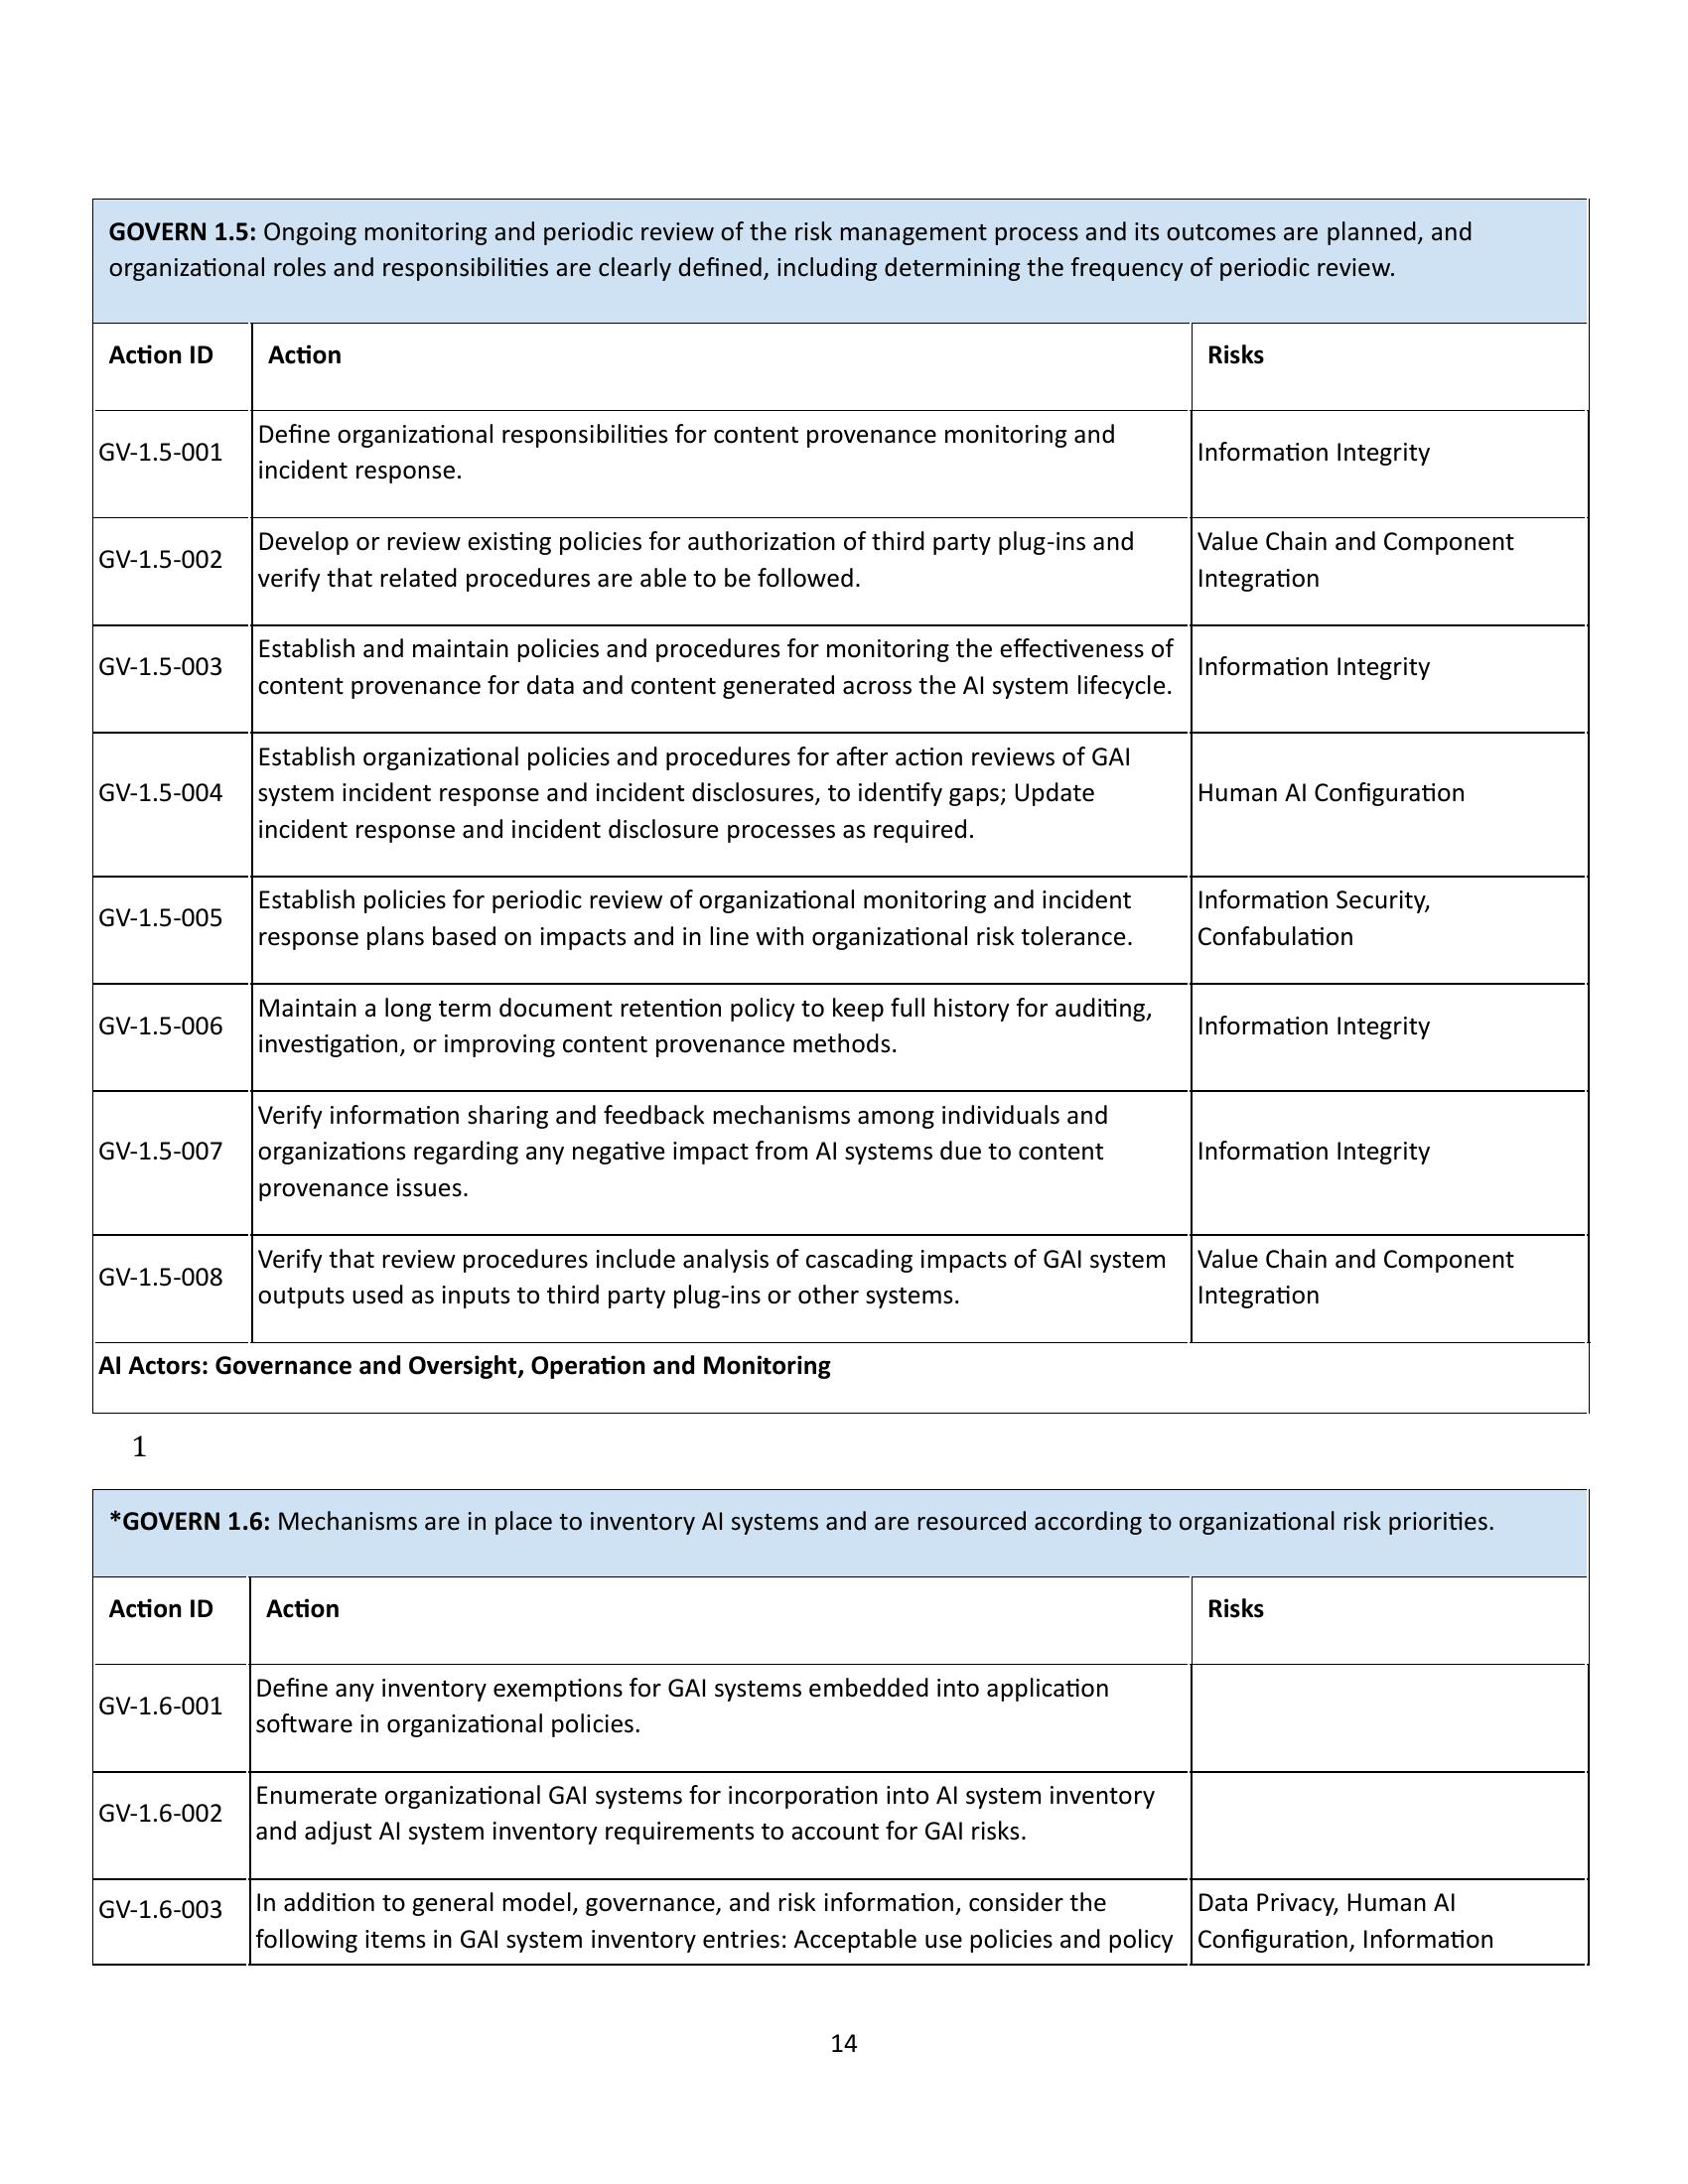 GOVERN 1.5: Ongoing monitoring and periodic review of the risk management process and its outcomes are planned, and
organizational roles and responsibilities are clearly defined, including determining the frequency of periodic review.
Action ID
Action
Risks
GV-1.5-001
Define organizational responsibilities for content provenance monitoring and
incident response.
Information Integrity
GV-1.5-002
Develop or review existing policies for authorization of third party plug-ins and
verify that related procedures are able to be followed.
Value Chain and Component
Integration
GV-1.5-003
Establish and maintain policies and procedures for monitoring the effectiveness of
content provenance for data and content generated across the AI system lifecycle.
Information Integrity
GV-1.5-004
Establish organizational policies and procedures for after action reviews of GAI
system incident response and incident disclosures, to identify gaps; Update
incident response and incident disclosure processes as required.
Human AI Configuration
GV-1.5-005
Establish policies for periodic review of organizational monitoring and incident
response plans based on impacts and in line with organizational risk tolerance.
Information Security,
Confabulation
GV-1.5-006
Maintain a long term document retention policy to keep full history for auditing,
investigation, or improving content provenance methods.
Information Integrity
GV-1.5-007
Verify information sharing and feedback mechanisms among individuals and
organizations regarding any negative impact from AI systems due to content
provenance issues.
Information Integrity
GV-1.5-008
Verify that review procedures include analysis of cascading impacts of GAI system
outputs used as inputs to third party plug-ins or other systems.
Value Chain and Component
Integration
AI Actors: Governance and Oversight, Operation and Monitoring
1
*GOVERN 1.6: Mechanisms are in place to inventory AI systems and are resourced according to organizational risk priorities.
Action ID
Action
Risks
GV-1.6-001
Define any inventory exemptions for GAI systems embedded into application
software in organizational policies.
GV-1.6-002
Enumerate organizational GAI systems for incorporation into AI system inventory
and adjust AI system inventory requirements to account for GAI risks.
GV-1.6-003
In addition to general model, governance, and risk information, consider the
following items in GAI system inventory entries: Acceptable use policies and policy
Data Privacy, Human AI
Configuration, Information
14